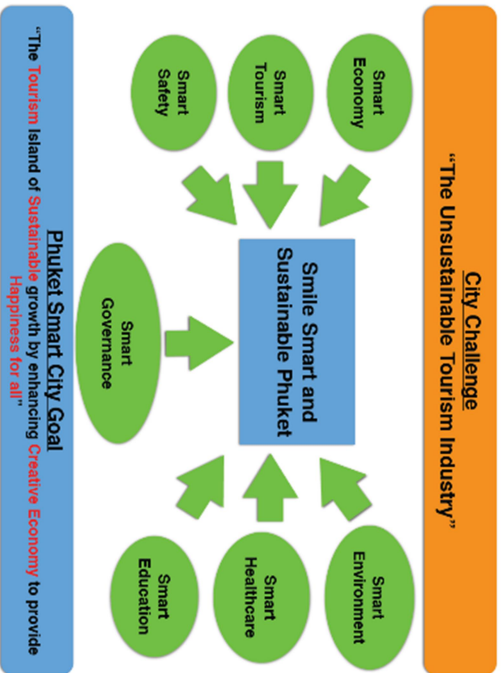 City Challenge
“The Unsustainable Tourism Industry”
Smart
Economy
Smart
Tourism
Smart
Safety
Smile Smart and
Sustainable Phuket
Smart
Environment
Smart
Healthcare
Smart
Education
Smart
Governance
Phuket Smart City Goal
“The Tourism Island of Sustainable growth by enhancing Creative Economy to provide
Happiness for all”